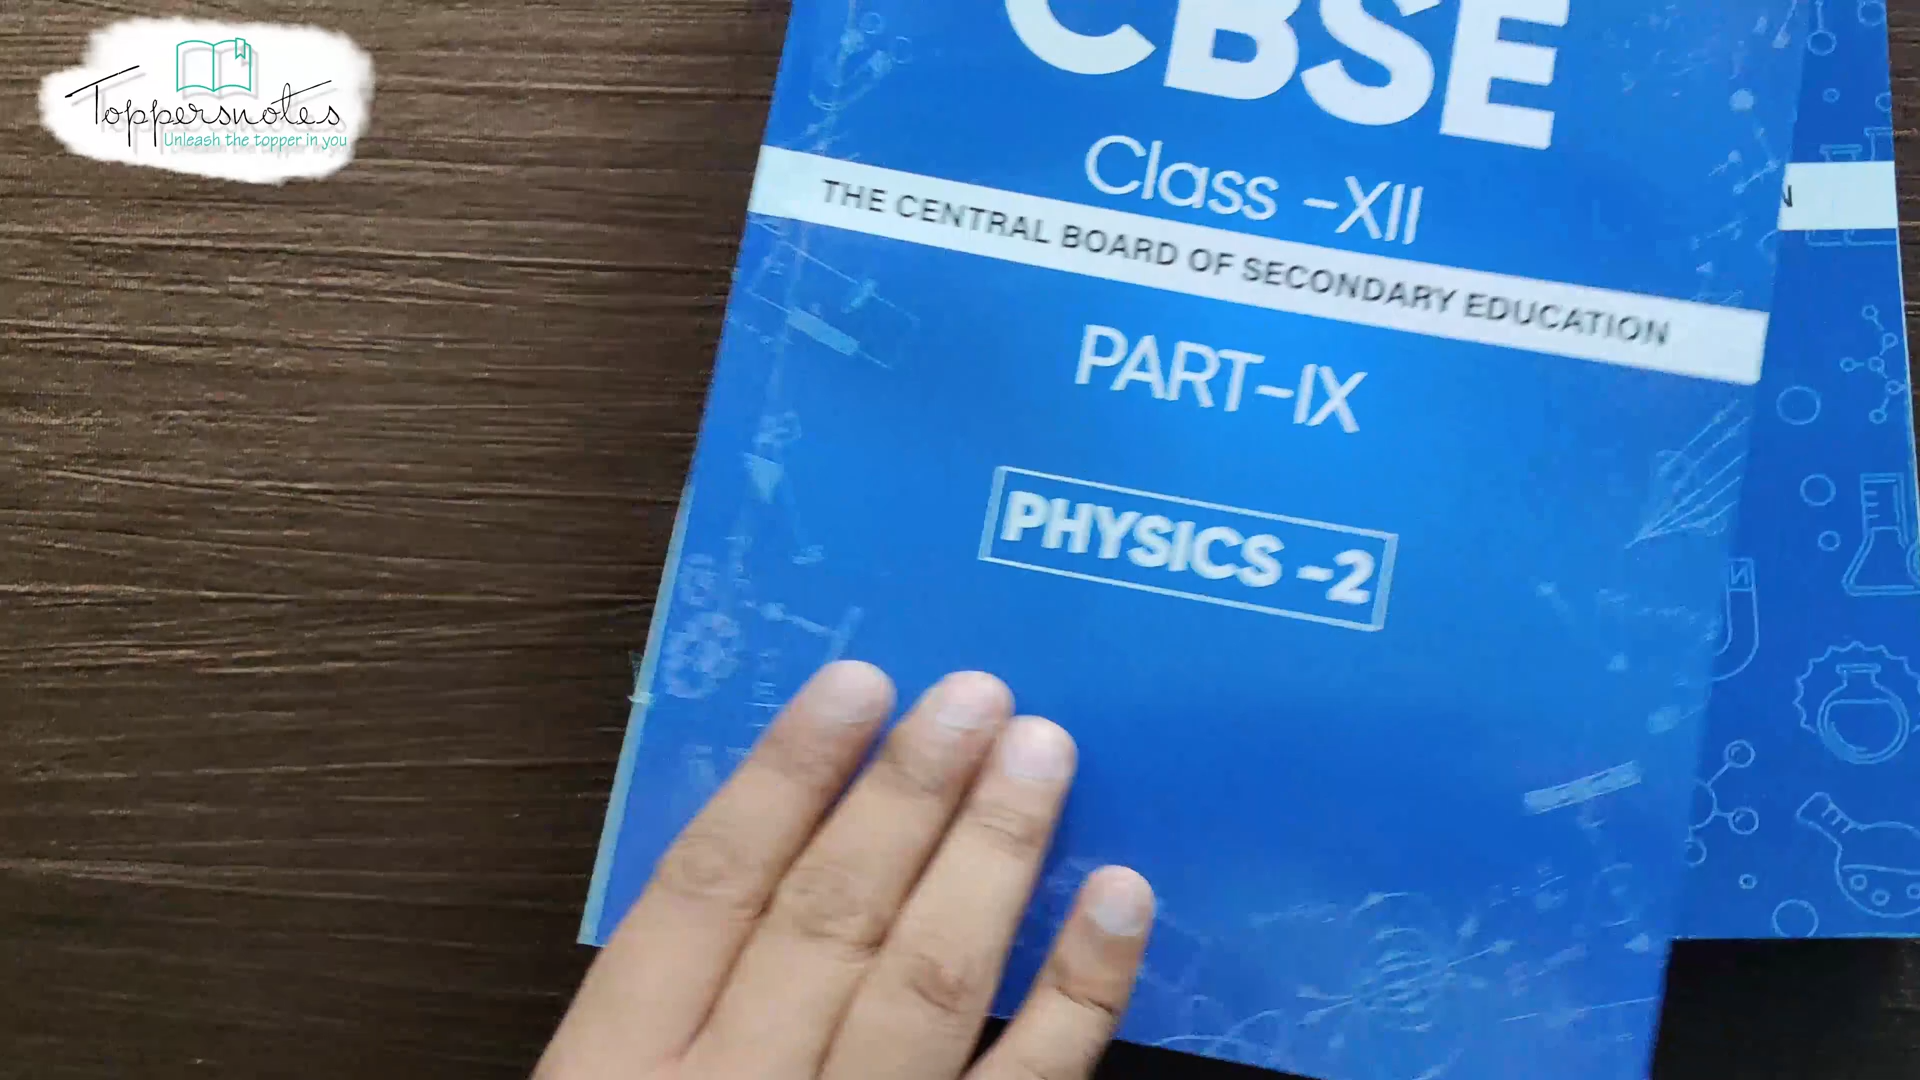 Toppersnotes
Unleash the topper in you
CBSE
Class -XII
THE CENTRAL BOARD OF SECONDARY EDUCATION
PART-IX
PHYSICS -2
N